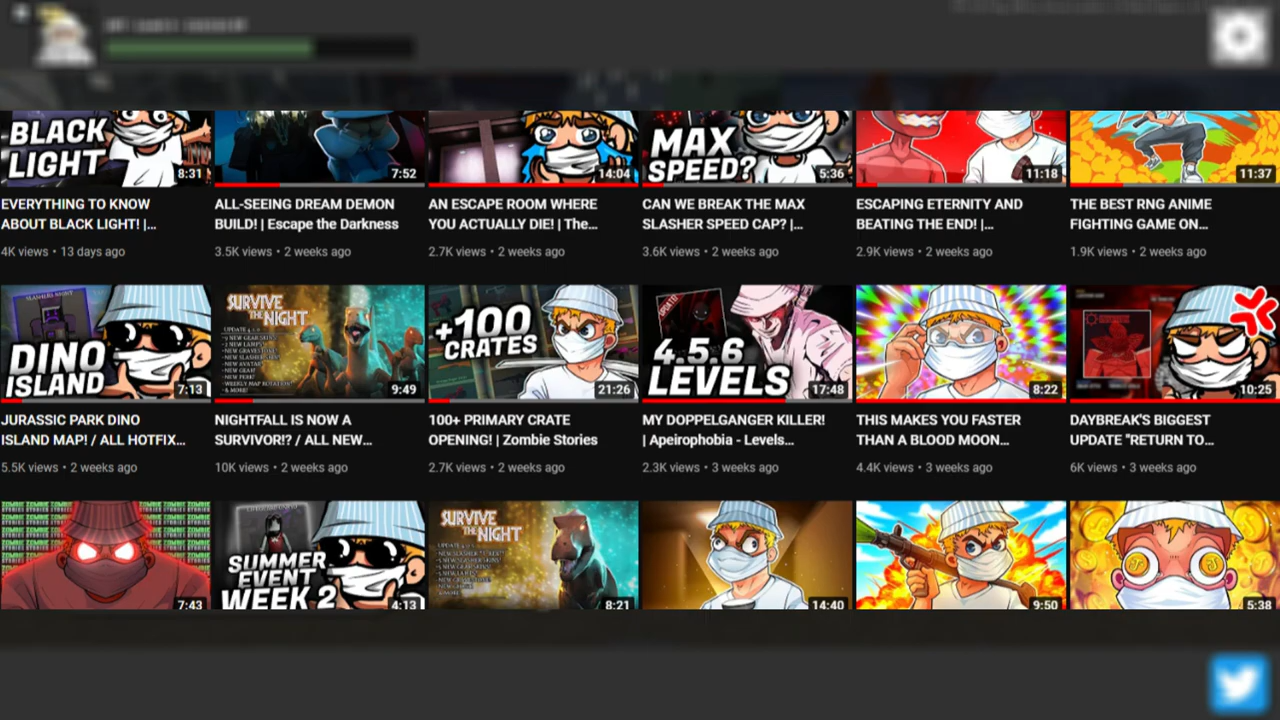 BLACK
LIGHT
8:31
7:52
14:04
MAX
SPEED?
5:36
11:18
11:37
EVERYTHING TO KNOW
ABOUT BLACK LIGHT! |...
4K views • 13 days ago
ALL-SEEING DREAM DEMON
BUILD! | Escape the Darkness
3.5K views • 2 weeks ago
AN ESCAPE ROOM WHERE
YOU ACTUALLY DIE! | The...
2.7K views • 2 weeks ago
CAN WE BREAK THE MAX
SLASHER SPEED CAP? |...
3.6K views • 2 weeks ago
ESCAPING ETERNITY AND
BEATING THE END! |...
2.9K views • 2 weeks ago
THE BEST RNG ANIME
FIGHTING GAME ON...
1.9K views • 2 weeks ago
DINO
ISLAND
7:13
SURVIVE
THE NIGHT
9:49
+100
CRATES
21:26
4.5.6
LEVELS
17:48
8:22
10:25
JURASSIC PARK DINO
ISLAND MAP! / ALL HOTFIX...
5.5K views • 2 weeks ago
NIGHTFALL IS NOW A
SURVIVOR!? / ALL NEW...
10K views • 2 weeks ago
100+ PRIMARY CRATE
OPENING! | Zombie Stories
2.7K views • 2 weeks ago
MY DOPPELGANGER KILLER!
| Apeirophobia - Levels...
2.3K views • 3 weeks ago
THIS MAKES YOU FASTER
THAN A BLOOD MOON...
4.4K views • 3 weeks ago
DAYBREAK'S BIGGEST
UPDATE "RETURN TO...
6K views • 3 weeks ago
7:43
SUMMER
EVENT
WEEK 2
4:13
SURVIVE
THE NIGHT
8:21
14:40
9:50
5:38